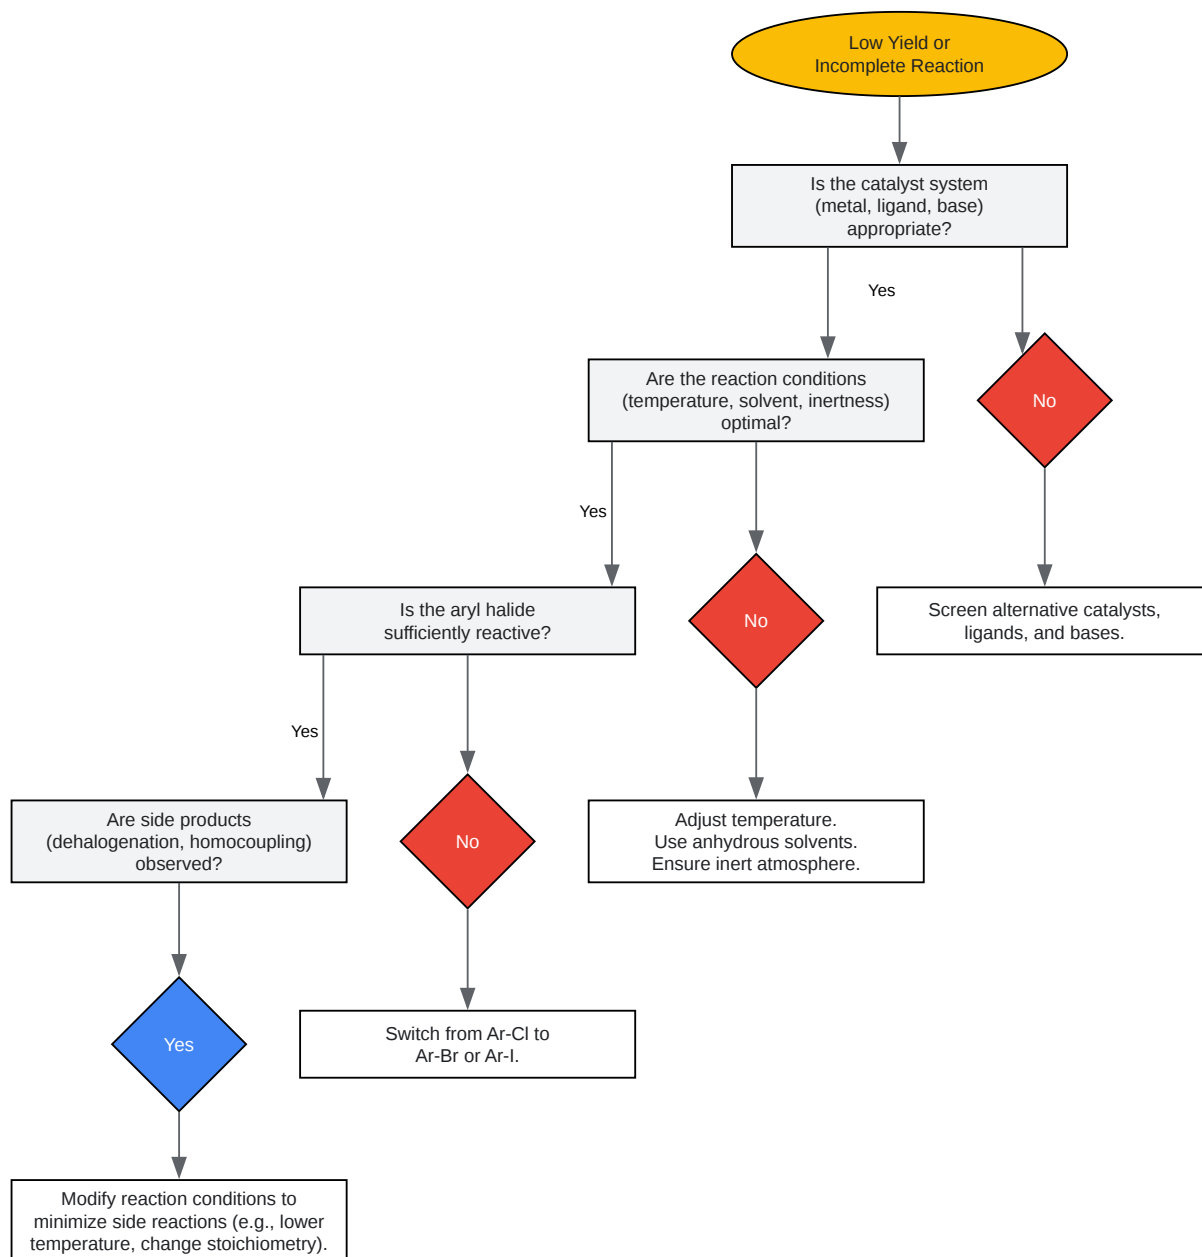 Low Yield or
Incomplete Reaction
Is the catalyst system
(metal, ligand, base)
appropriate?
Yes
Are the reaction conditions
(temperature, solvent, inertness)
optimal?
No
Yes
Is the aryl halide
sufficiently reactive?
No
Screen alternative catalysts,
ligands, and bases.
Yes
Are side products
(dehalogenation, homocoupling)
observed?
No
Adjust temperature.
Use anhydrous solvents.
Ensure inert atmosphere.
Yes
Switch from Ar-Cl to
Ar-Br or Ar-I.
Modify reaction conditions to
minimize side reactions (e.g., lower
temperature, change stoichiometry).